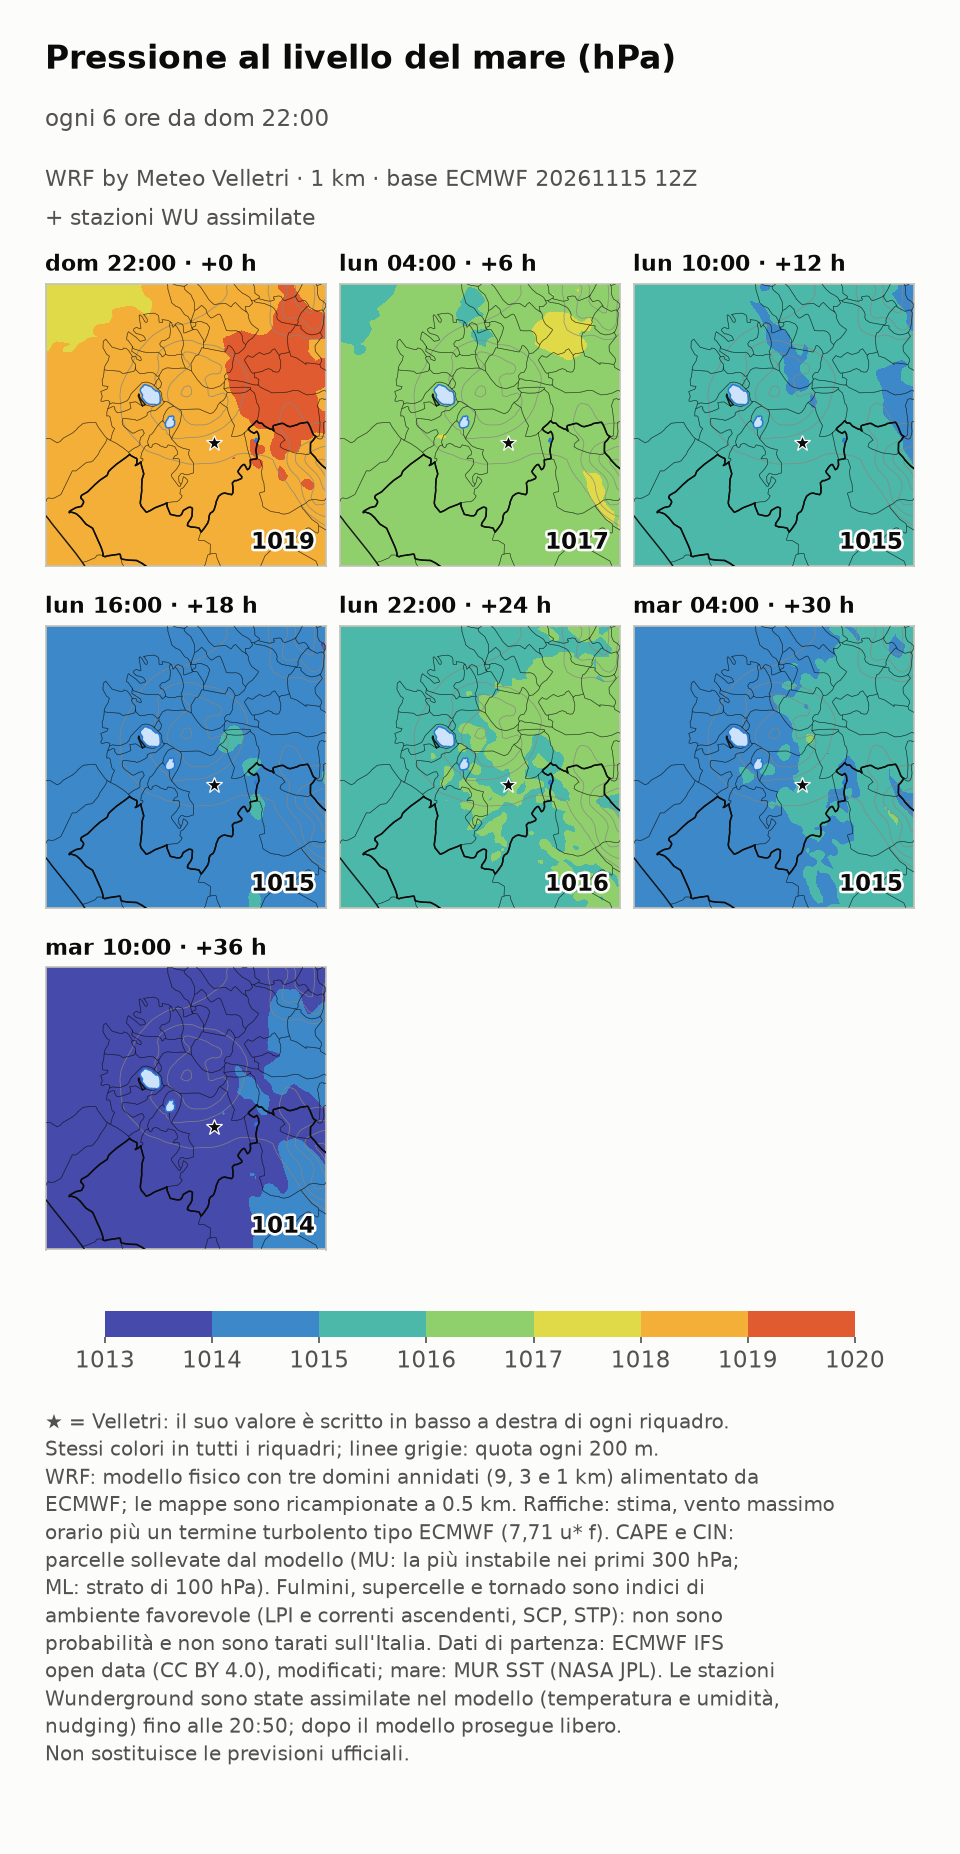 Pressione al livello del mare (hPa)
ogni 6 ore da dom 22:00
WRF by Meteo Velletri · 1 km · base ECMWF 20261115 12Z
+ stazioni WU assimilate
dom 22:00 · +0 h
lun 04:00 · +6 h
lun 10:00 · +12 h
1019
1017
1015
lun 16:00 · +18 h
lun 22:00 · +24 h
mar 04:00 · +30 h
1015
1016
1015
mar 10:00 · +36 h
1014
1013 1014 1015 1016 1017 1018 1019 1020
★ = Velletri: il suo valore è scritto in basso a destra di ogni riquadro.
Stessi colori in tutti i riquadri; linee grigie: quota ogni 200 m.
WRF: modello fisico con tre domini annidati (9, 3 e 1 km) alimentato da
ECMWF; le mappe sono ricampionate a 0.5 km. Raffiche: stima, vento massimo
orario più un termine turbolento tipo ECMWF (7,71 u* f). CAPE e CIN:
parcelle sollevate dal modello (MU: la più instabile nei primi 300 hPa;
ML: strato di 100 hPa). Fulmini, supercelle e tornado sono indici di
ambiente favorevole (LPI e correnti ascendenti, SCP, STP): non sono
probabilità e non sono tarati sull'Italia. Dati di partenza: ECMWF IFS
open data (CC BY 4.0), modificati; mare: MUR SST (NASA JPL). Le stazioni
Wunderground sono state assimilate nel modello (temperatura e umidità,
nudging) fino alle 20:50; dopo il modello prosegue libero.
Non sostituisce le previsioni ufficiali.